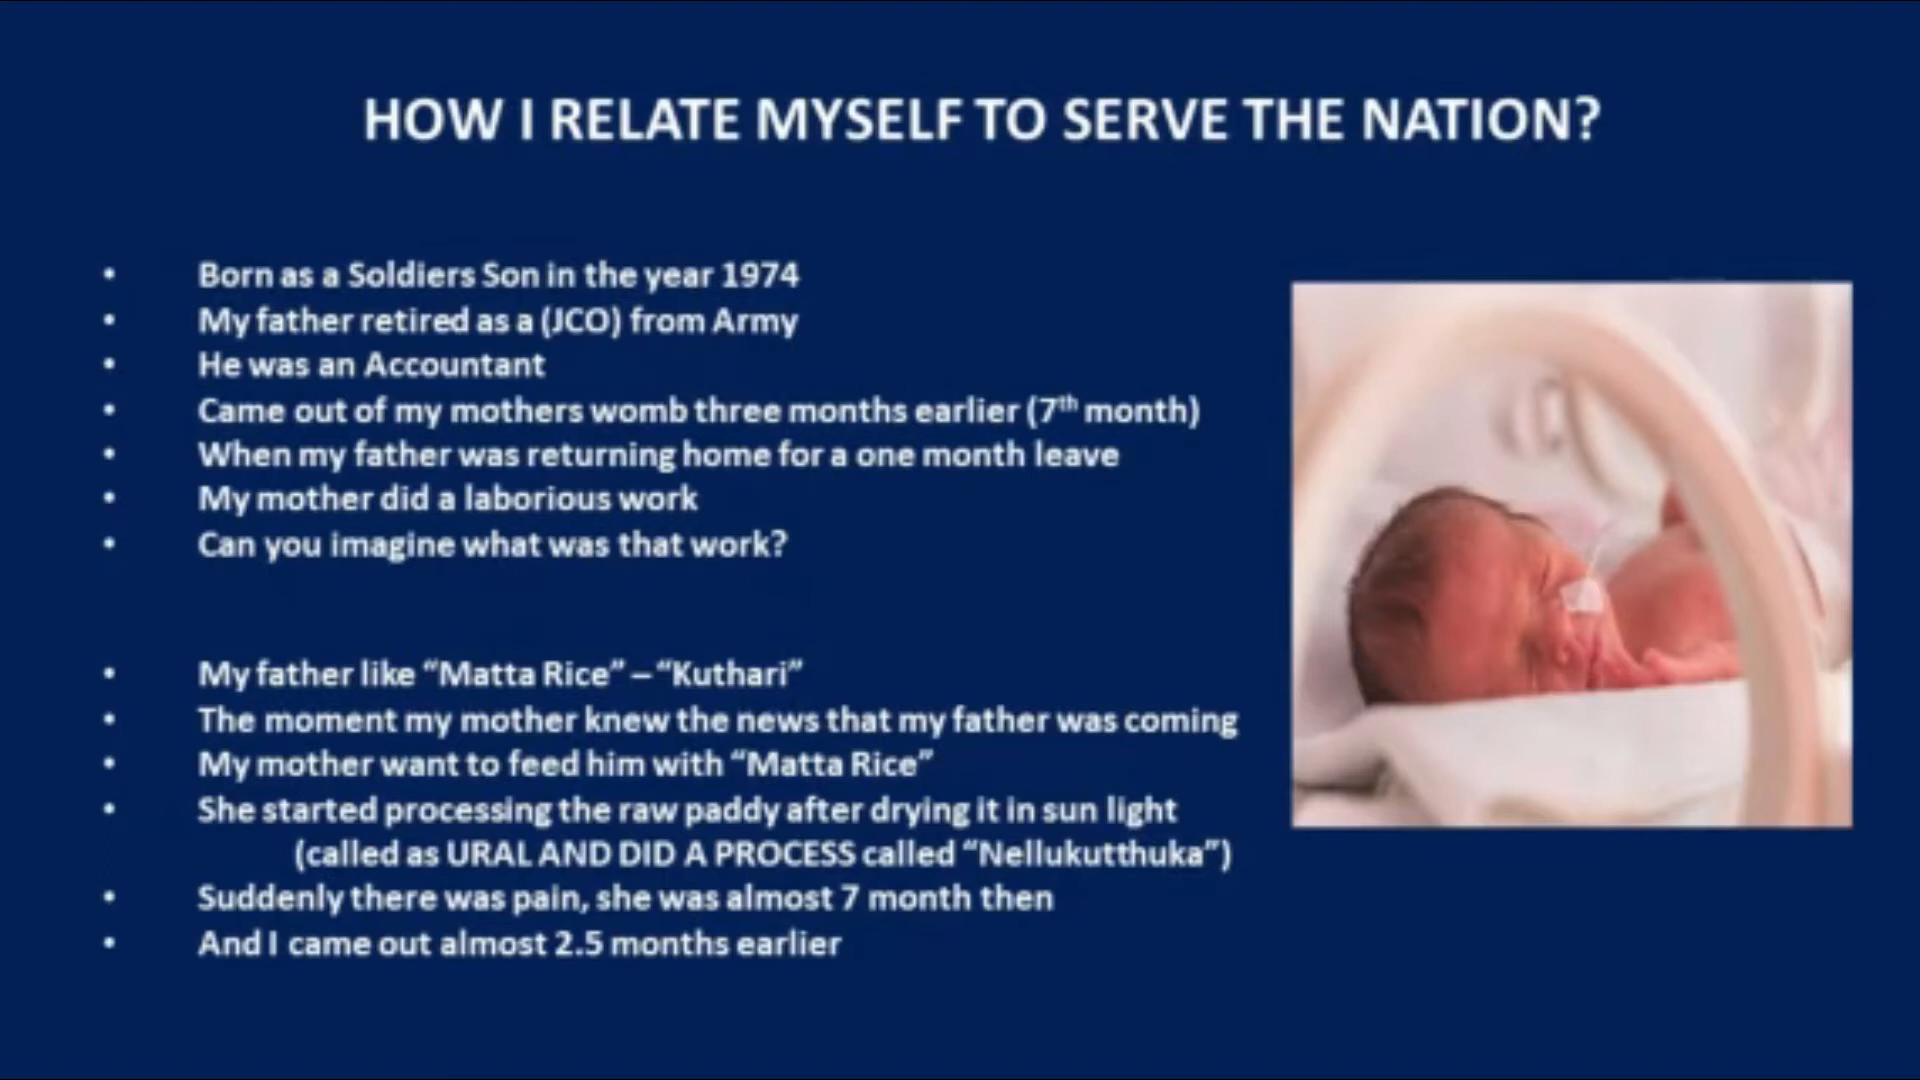 HOW I RELATE MYSELF TO SERVE THE NATION?
• Born as a Soldiers Son in the year 1974
• My father retired as a (JCO) from Army
• He was an Accountant
• Came out of my mothers womb three months earlier (7th month)
• When my father was returning home for a one month leave
• My mother did a laborious work
• Can you imagine what was that work?
• My father like “Matta Rice” – “Kuthari”
• The moment my mother knew the news that my father was coming
• My mother want to feed him with “Matta Rice”
• She started processing the raw paddy after drying it in sun light
(called as URAL AND DID A PROCESS called “Nellukutthuka”)
• Suddenly there was pain, she was almost 7 month then
• And I came out almost 2.5 months earlier